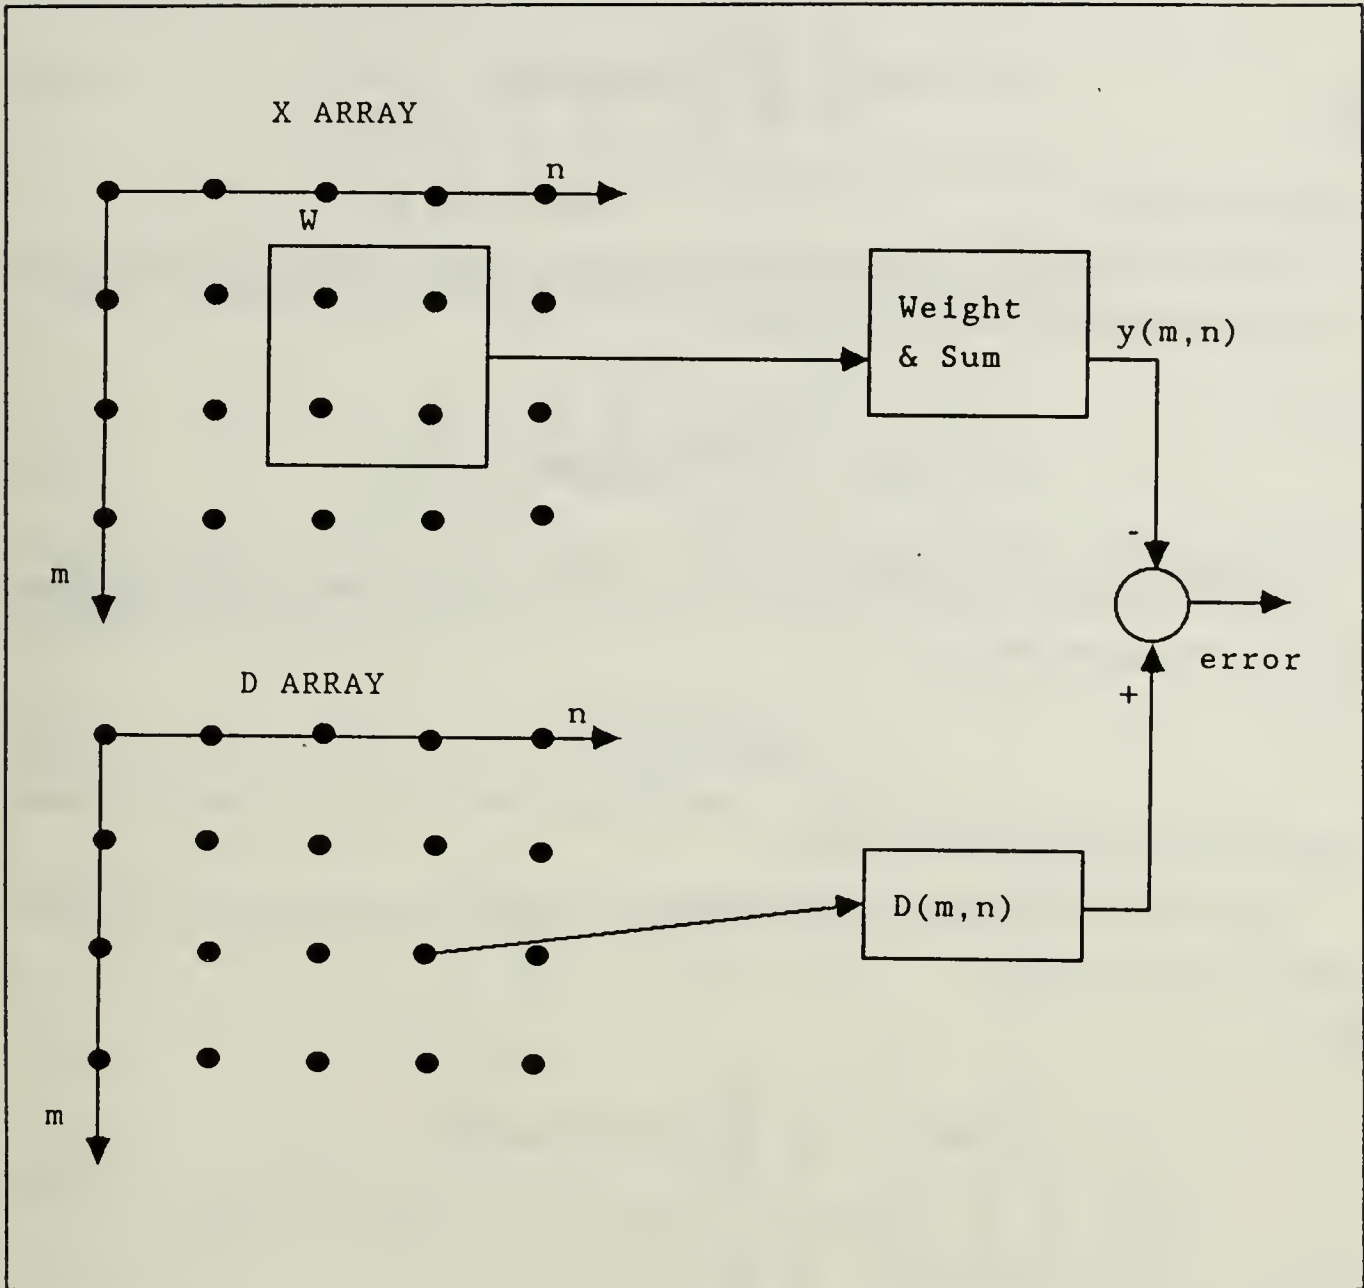 X ARRAY
n
W
Weight
& Sum
y(m,n)
-
m
error
D ARRAY
+
n
D(m,n)
m